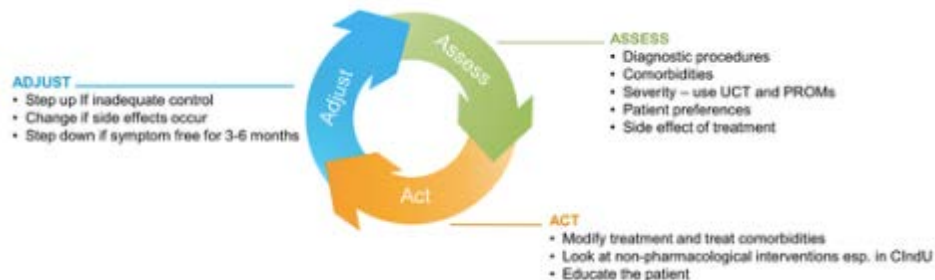 Adjust
Assess
Act
ADJUST
• Step up If inadequate control
• Change if side effects occur
• Step down if symptom free for 3-6 months
ASSESS
• Diagnostic procedures
• Comorbidities
• Severity – use UCT and PROMs
• Patient preferences
• Side effect of treatment
ACT
• Modify treatment and treat comorbidities
• Look at non-pharmacological interventions esp. in CIndU
• Educate the patient